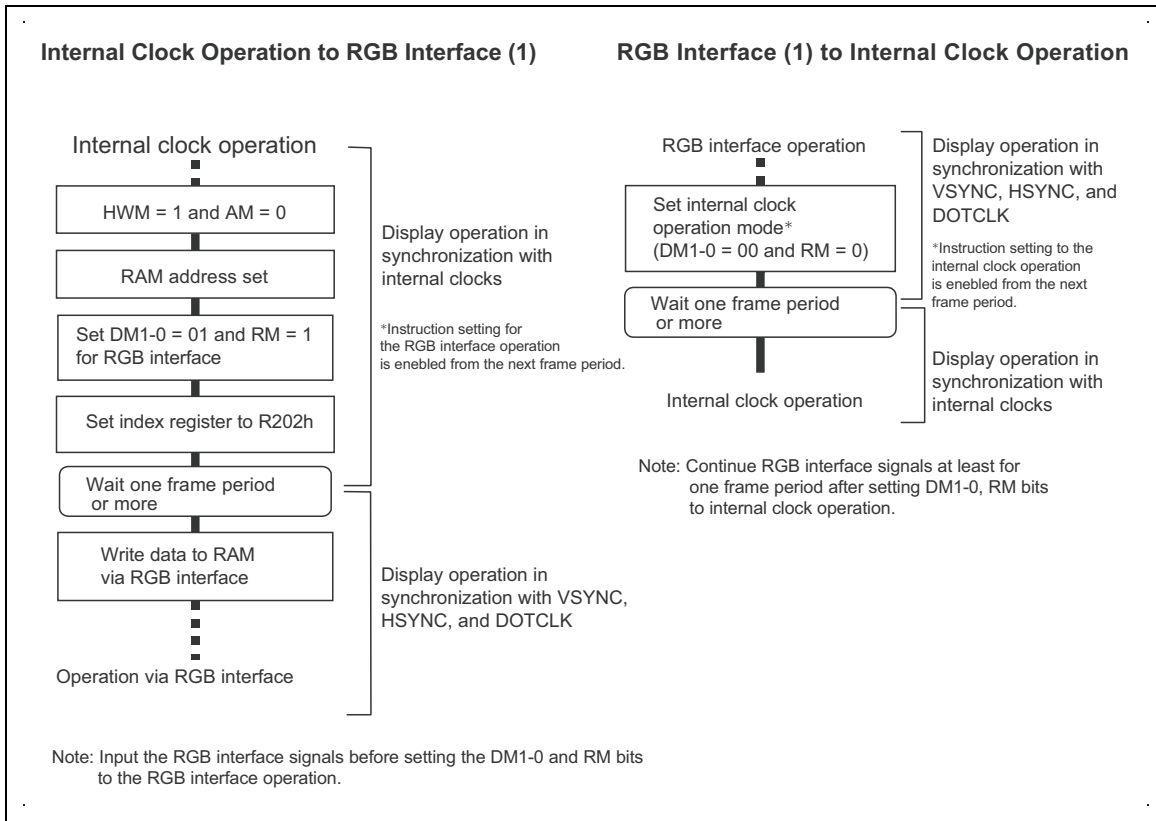 Internal Clock Operation to RGB Interface (1)
Internal clock operation
HWM = 1 and AM = 0
RAM address set
Set DM1-0 = 01 and RM = 1
for RGB interface
Set index register to R202h
Wait one frame period
or more
Write data to RAM
via RGB interface
Operation via RGB interface
Display operation in
synchronization with
internal clocks
*Instruction setting for
the RGB interface operation
is enabled from the next frame period.
Display operation in
synchronization with VSYNC,
HSYNC, and DOTCLK
Note: Input the RGB interface signals before setting the DM1-0 and RM bits
to the RGB interface operation.
RGB Interface (1) to Internal Clock Operation
RGB interface operation
Set internal clock
operation mode*
(DM1-0 = 00 and RM = 0)
Wait one frame period
or more
Internal clock operation
Display operation in
synchronization with
VSYNC, HSYNC, and
DOTCLK
*Instruction setting to the
internal clock operation
is enabled from the next
frame period.
Display operation in
synchronization with
internal clocks
Note: Continue RGB interface signals at least for
one frame period after setting DM1-0, RM bits
to internal clock operation.